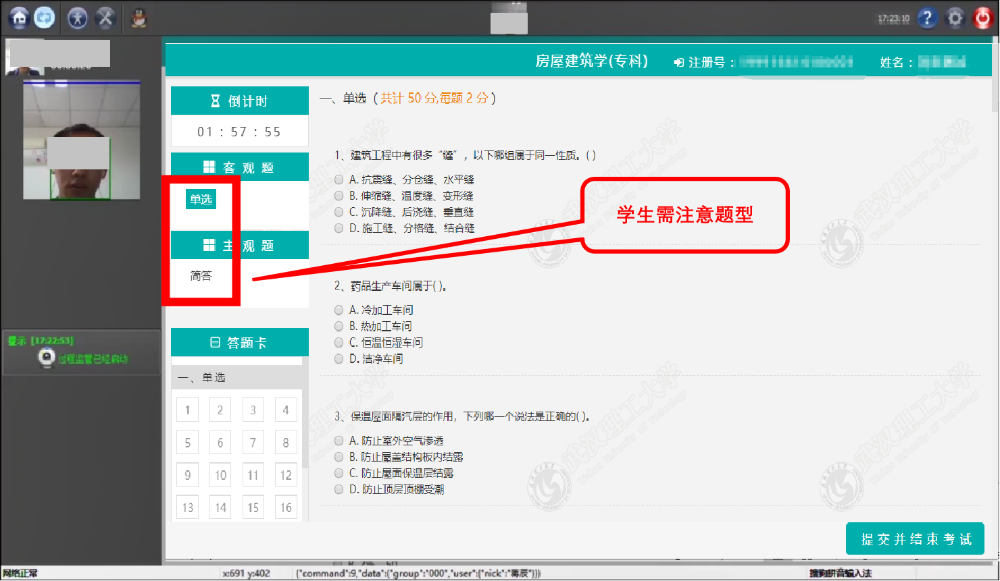 17:23:10
房屋建筑学(专科)
注册号：
姓名：
倒计时
01 : 57 : 55
客观题
单选
主观题
简答
答题卡
一、单选
1 2 3 4
5 6 7 8
9 10 11 12
13 14 15 16
提示 [17:22:53]
过程监管已经启动
一、单选（共计 50 分,每题 2 分）
1、建筑工程中有很多“缝”，以下哪组属于同一性质。( )
A. 抗震缝、分仓缝、水平缝
B. 伸缩缝、温度缝、变形缝
C. 沉降缝、后浇缝、垂直缝
D. 施工缝、分格缝、结合缝
学生需注意题型
2、药品生产车间属于( )。
A. 冷加工车间
B. 热加工车间
C. 恒温恒湿车间
D. 洁净车间
3、保温屋面隔汽层的作用，下列哪一个说法是正确的( )。
A. 防止室外空气渗透
B. 防止屋盖结构板内结露
C. 防止屋面保温层结露
D. 防止顶层顶棚受潮
武汉理工大学
Wuhan University Of Technology
提交并结束考试
网络正常
x:691 y:402
{"command":9,"data":{"group":"000","user":{"nick":"蒋辰"}}}
搜狗拼音输入法